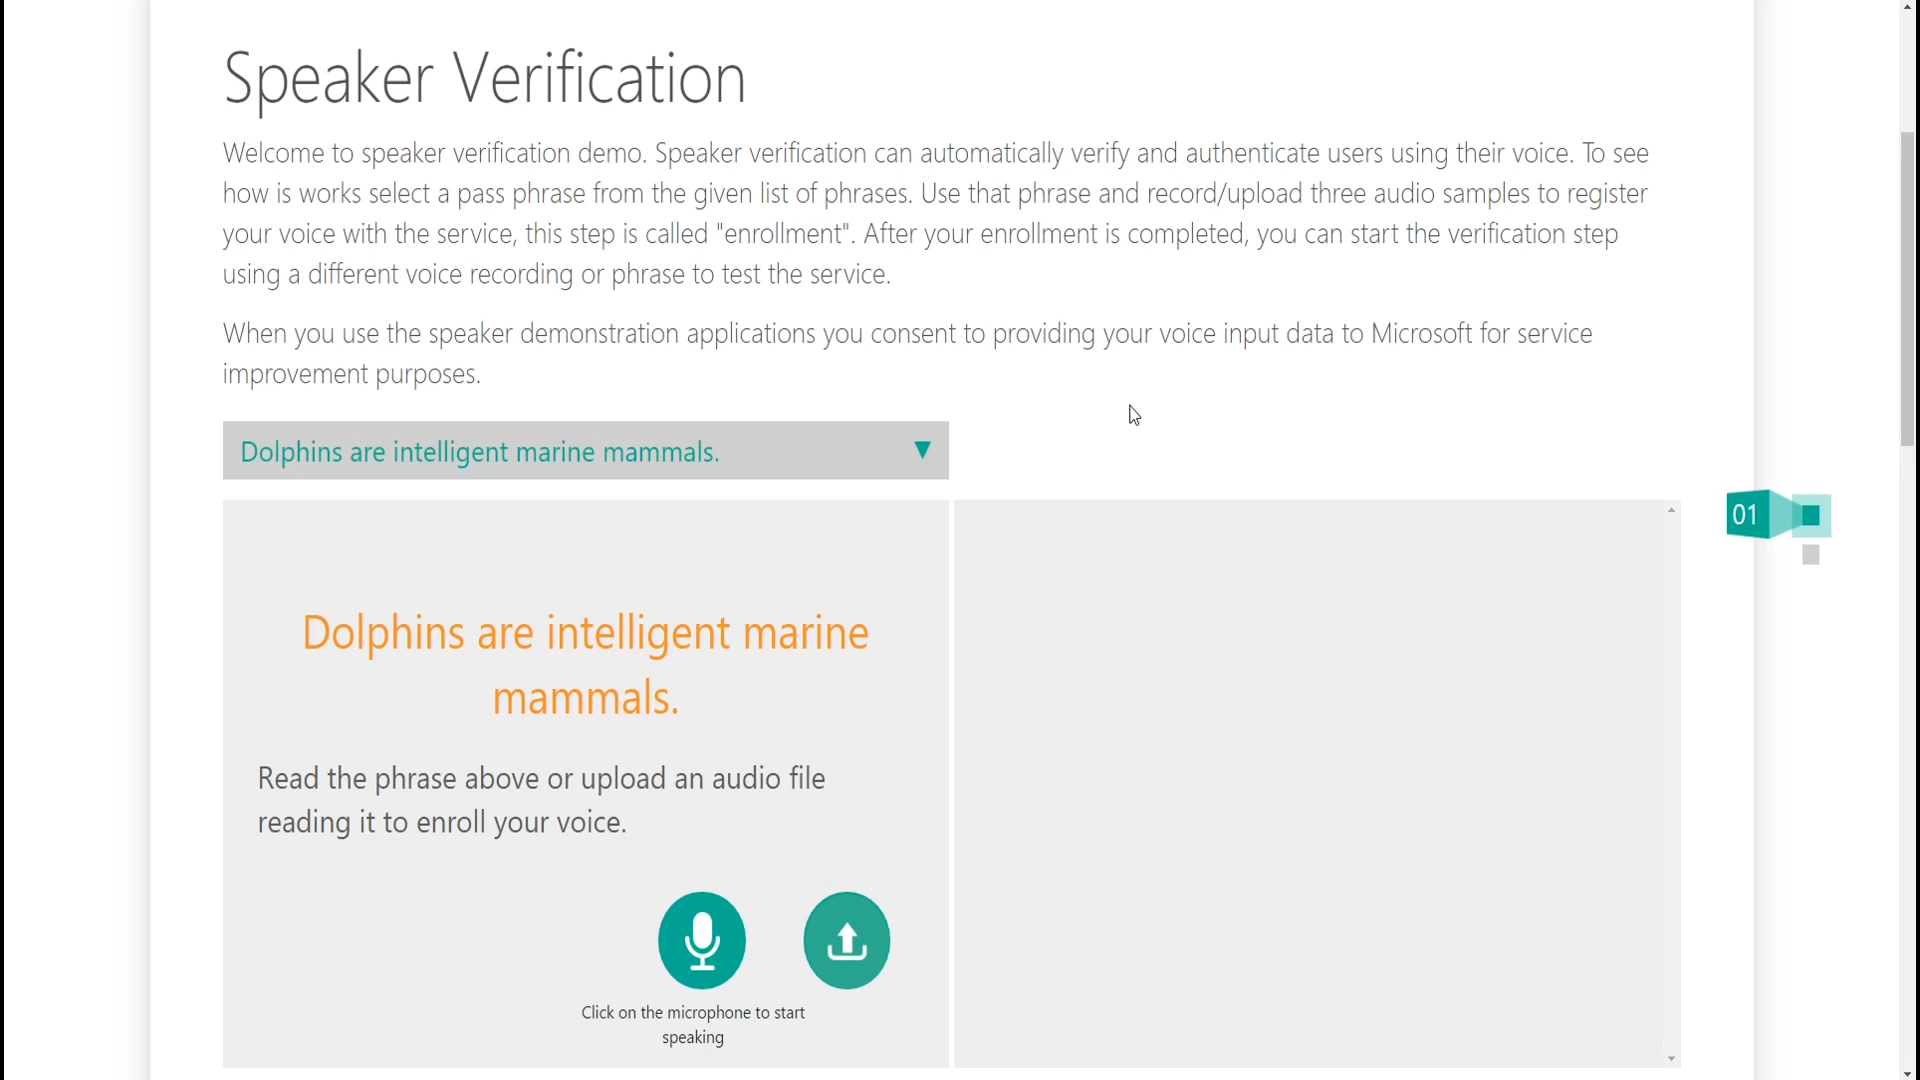 Speaker Verification
Welcome to speaker verification demo. Speaker verification can automatically verify and authenticate users using their voice. To see
how is works select a pass phrase from the given list of phrases. Use that phrase and record/upload three audio samples to register
your voice with the service, this step is called "enrollment". After your enrollment is completed, you can start the verification step
using a different voice recording or phrase to test the service.
When you use the speaker demonstration applications you consent to providing your voice input data to Microsoft for service
improvement purposes.
Dolphins are intelligent marine mammals.
01
Dolphins are intelligent marine
mammals.
Read the phrase above or upload an audio file
reading it to enroll your voice.
Click on the microphone to start
speaking